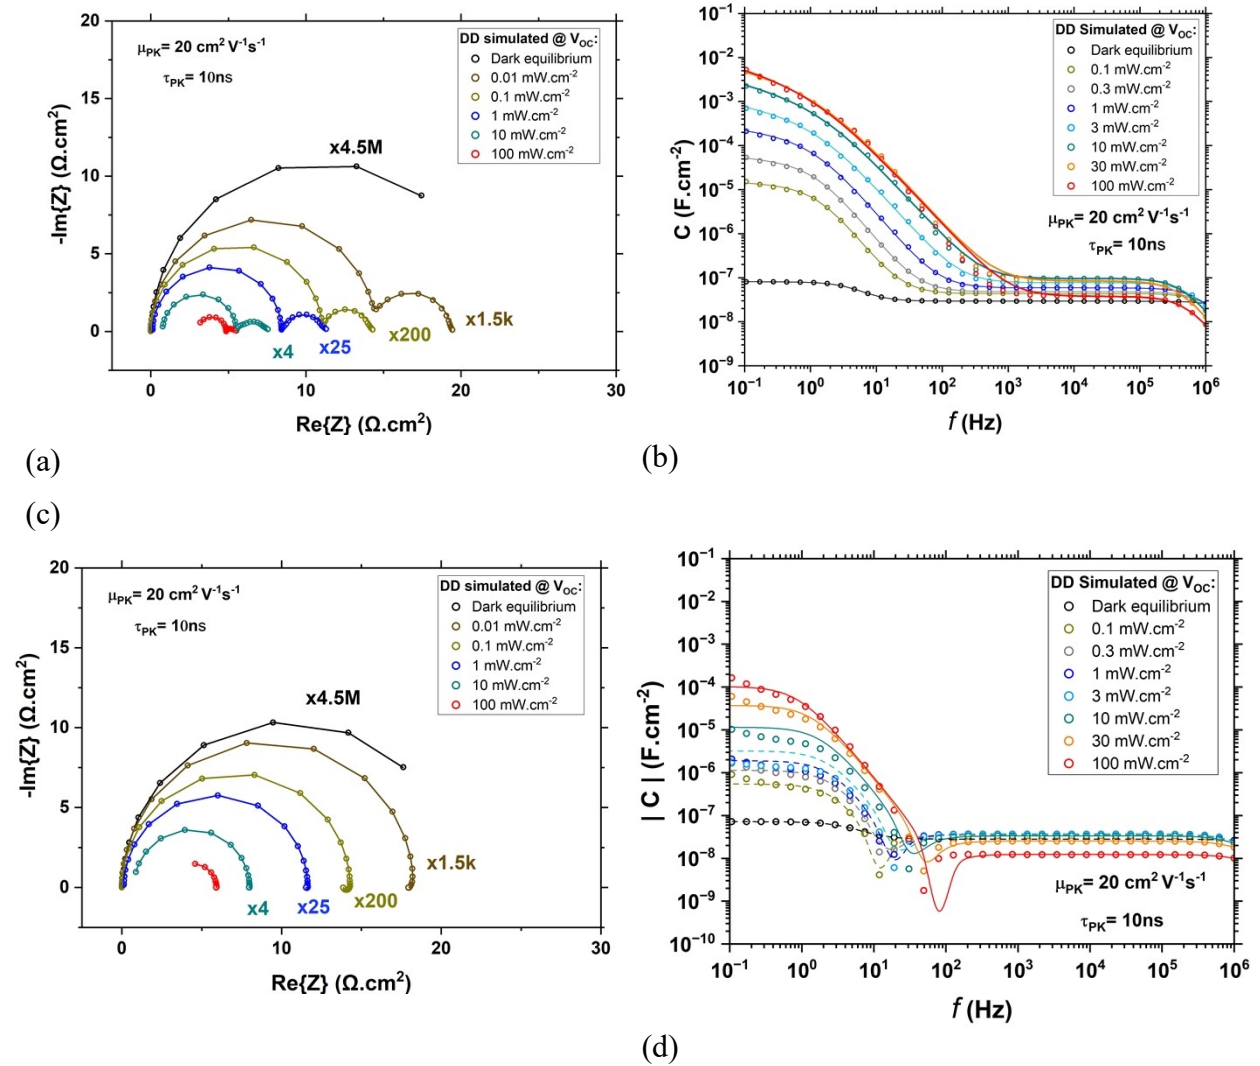 20
15
10
5
0
-Im{Z} (Ω.cm²)
μPK= 20 cm² V⁻¹s⁻¹
τPK= 10ns
DD simulated @ VOC:
Dark equilibrium
0.01 mW.cm⁻²
0.1 mW.cm⁻²
1 mW.cm⁻²
10 mW.cm⁻²
100 mW.cm⁻²
x4.5M
x1.5k
x200
x25
x4
0 10 20 30
Re{Z} (Ω.cm²)
(a)
10⁻¹
10⁻²
10⁻³
10⁻⁴
10⁻⁵
10⁻⁶
10⁻⁷
10⁻⁸
10⁻⁹
C (F.cm⁻²)
DD Simulated @ VOC:
Dark equilibrium
0.1 mW.cm⁻²
0.3 mW.cm⁻²
1 mW.cm⁻²
3 mW.cm⁻²
10 mW.cm⁻²
30 mW.cm⁻²
100 mW.cm⁻²
μPK= 20 cm² V⁻¹s⁻¹
τPK= 10ns
10⁻¹ 10⁰ 10¹ 10² 10³ 10⁴ 10⁵ 10⁶
f (Hz)
(b)
(c)
20
15
10
5
0
-Im{Z} (Ω.cm²)
μPK= 20 cm² V⁻¹s⁻¹
τPK= 10ns
DD simulated @ VOC:
Dark equilibrium
0.01 mW.cm⁻²
0.1 mW.cm⁻²
1 mW.cm⁻²
10 mW.cm⁻²
100 mW.cm⁻²
x4.5M
x1.5k
x200
x25
x4
0 10 20 30
Re{Z} (Ω.cm²)
10⁻¹
10⁻²
10⁻³
10⁻⁴
10⁻⁵
10⁻⁶
10⁻⁷
10⁻⁸
10⁻⁹
10⁻¹⁰
| C | (F.cm⁻²)
DD Simulated @ VOC:
Dark equilibrium
0.1 mW.cm⁻²
0.3 mW.cm⁻²
1 mW.cm⁻²
3 mW.cm⁻²
10 mW.cm⁻²
30 mW.cm⁻²
100 mW.cm⁻²
μPK= 20 cm² V⁻¹s⁻¹
τPK= 10ns
10⁻¹ 10⁰ 10¹ 10² 10³ 10⁴ 10⁵ 10⁶
f (Hz)
(d)